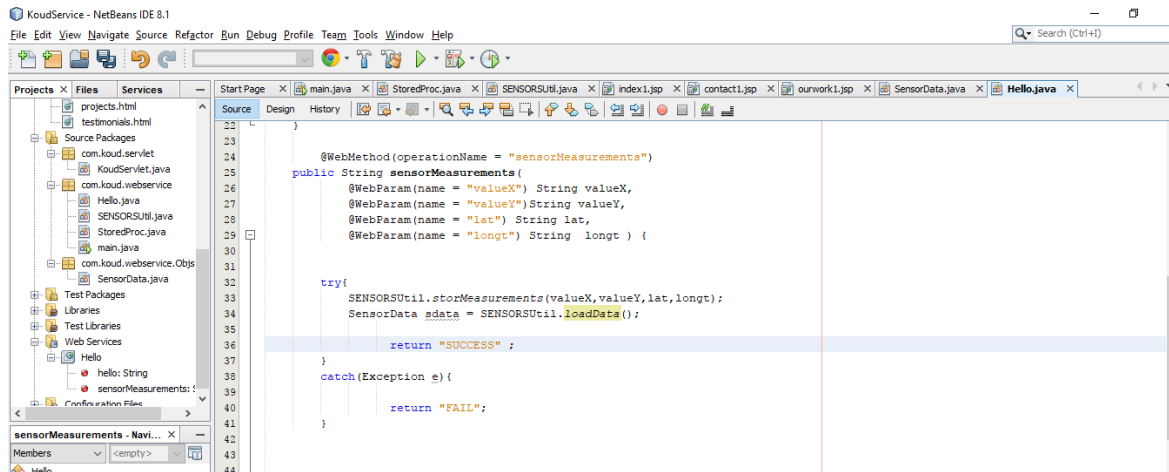 KoudService - NetBeans IDE 8.1
File Edit View Navigate Source Refactor Run Debug Profile Team Tools Window Help
Search (Ctrl+I)
Projects Files Services
Start Page main.java StoredProc.java SENSORSUtil.java index1.jsp contact1.jsp ourwork1.jsp SensorData.java Hello.java
Source Design History
projects.html
testimonials.html
Source Packages
com.koud.servlet
KoudServlet.java
com.koud.webservice
Hello.java
SENSORSUtil.java
StoredProc.java
main.java
com.koud.webservice.Objs
SensorData.java
Test Packages
Libraries
Test Libraries
Web Services
Hello
hello: String
sensorMeasurements: S
Configuration Files
sensorMeasurements - Navi...
Members <empty>
Hello
22 }
23
24 @WebMethod(operationName = "sensorMeasurements")
25 public String sensorMeasurements(
26 @WebParam(name = "valueX") String valueX,
27 @WebParam(name = "valueY")String valueY,
28 @WebParam(name = "lat") String lat,
29 @WebParam(name = "longt") String  longt ) {
30
31
32 try{
33 SENSORSUtil.storMeasurements(valueX,valueY,lat,longt);
34 SensorData sdata = SENSORSUtil.loadData();
35
36 return "SUCCESS" ;
37 }
38 catch(Exception e){
39
40 return "FAIL";
41 }
42
43
44